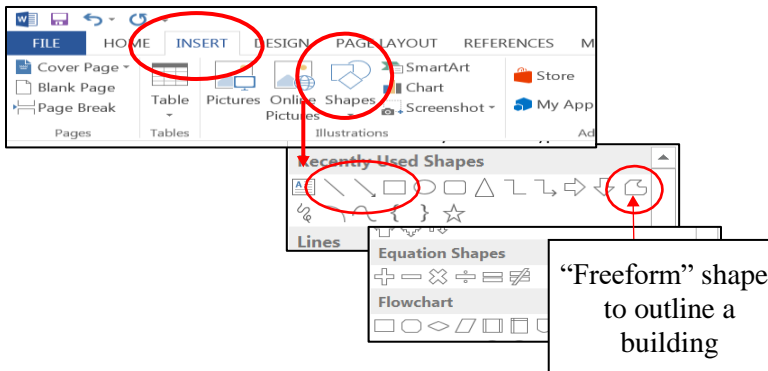 FILE HOME INSERT DESIGN PAGE LAYOUT REFERENCES M
Cover Page
Blank Page
Page Break
Pages
Table
Tables
Pictures
Online Pictures
Shapes
SmartArt
Chart
Screenshot
Illustrations
Store
My App
Ad
Recently Used Shapes
Lines
Equation Shapes
Flowchart
“Freeform” shape
to outline a
building